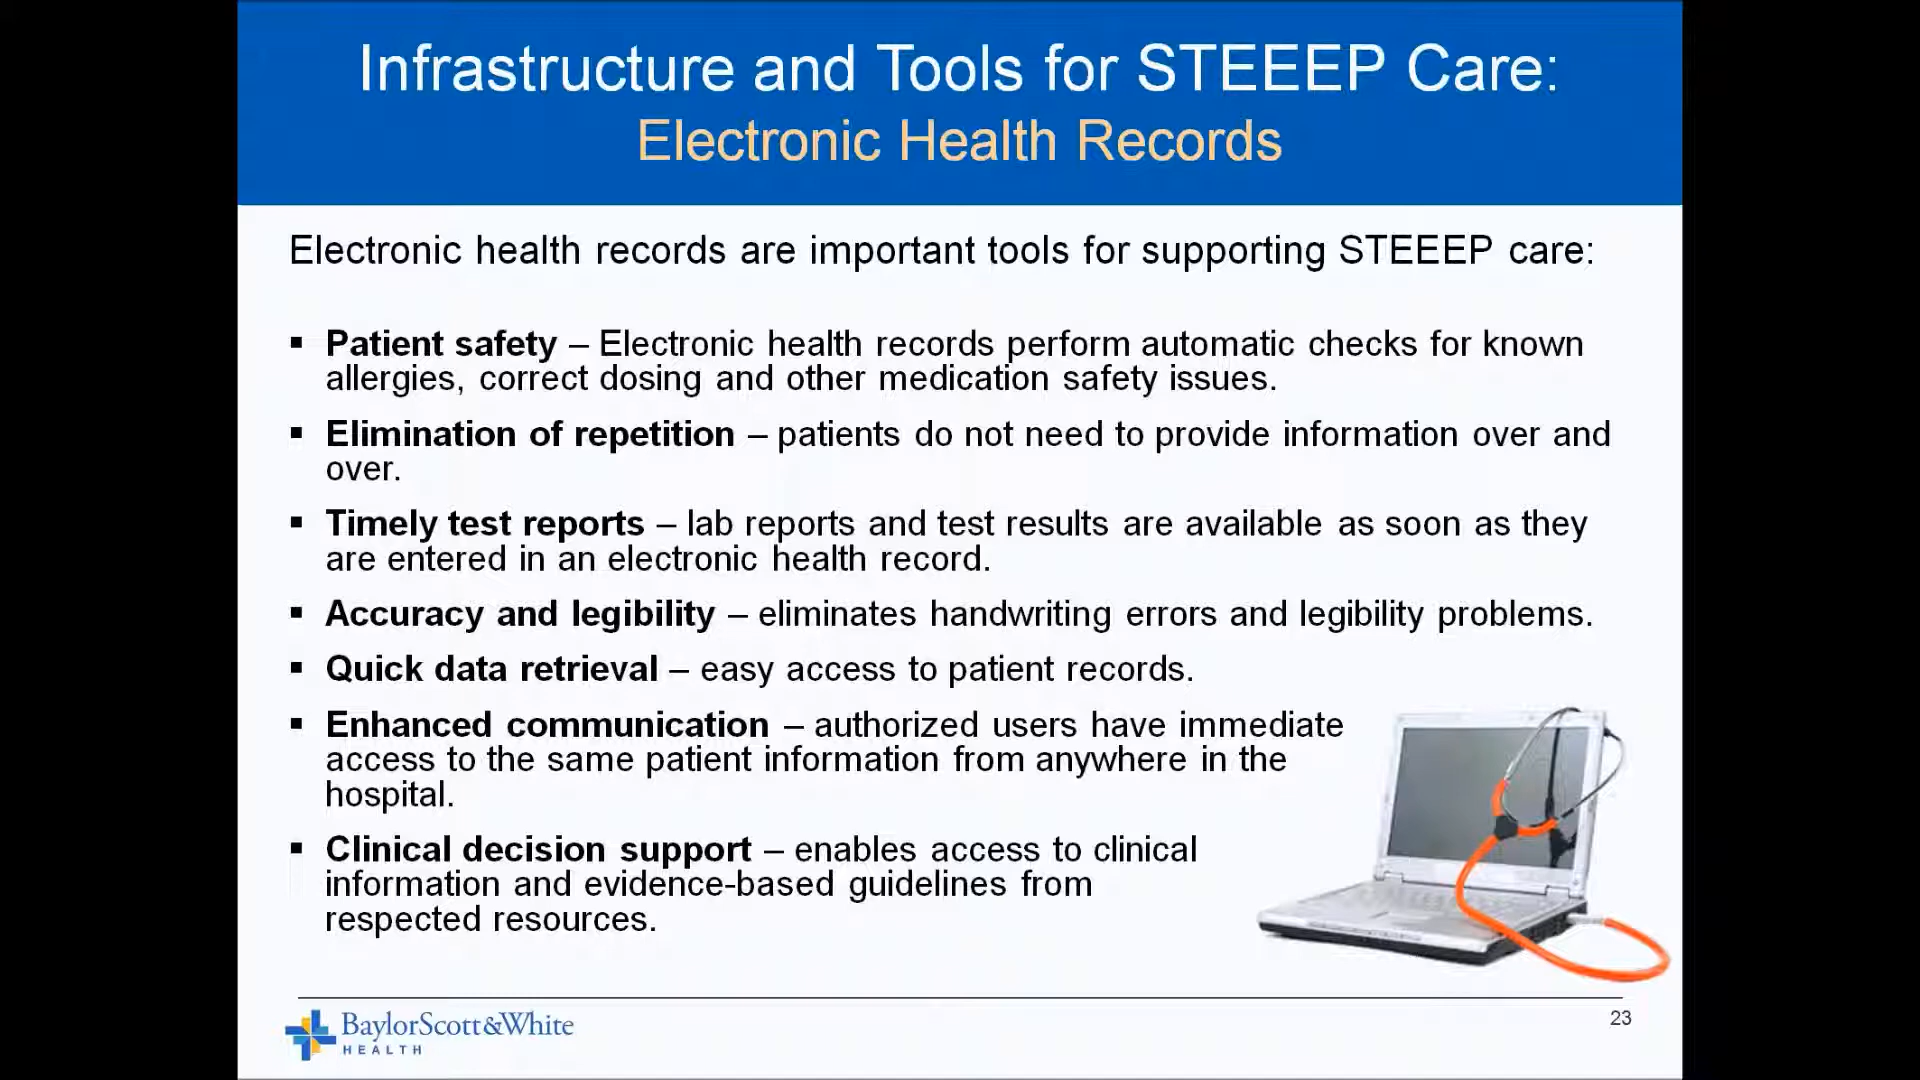 Infrastructure and Tools for STEEEP Care:
Electronic Health Records
Electronic health records are important tools for supporting STEEEP care:
▪ Patient safety – Electronic health records perform automatic checks for known
allergies, correct dosing and other medication safety issues.
▪ Elimination of repetition – patients do not need to provide information over and
over.
▪ Timely test reports – lab reports and test results are available as soon as they
are entered in an electronic health record.
▪ Accuracy and legibility – eliminates handwriting errors and legibility problems.
▪ Quick data retrieval – easy access to patient records.
▪ Enhanced communication – authorized users have immediate
access to the same patient information from anywhere in the
hospital.
▪ Clinical decision support – enables access to clinical
information and evidence-based guidelines from
respected resources.
BaylorScott&White
HEALTH
23